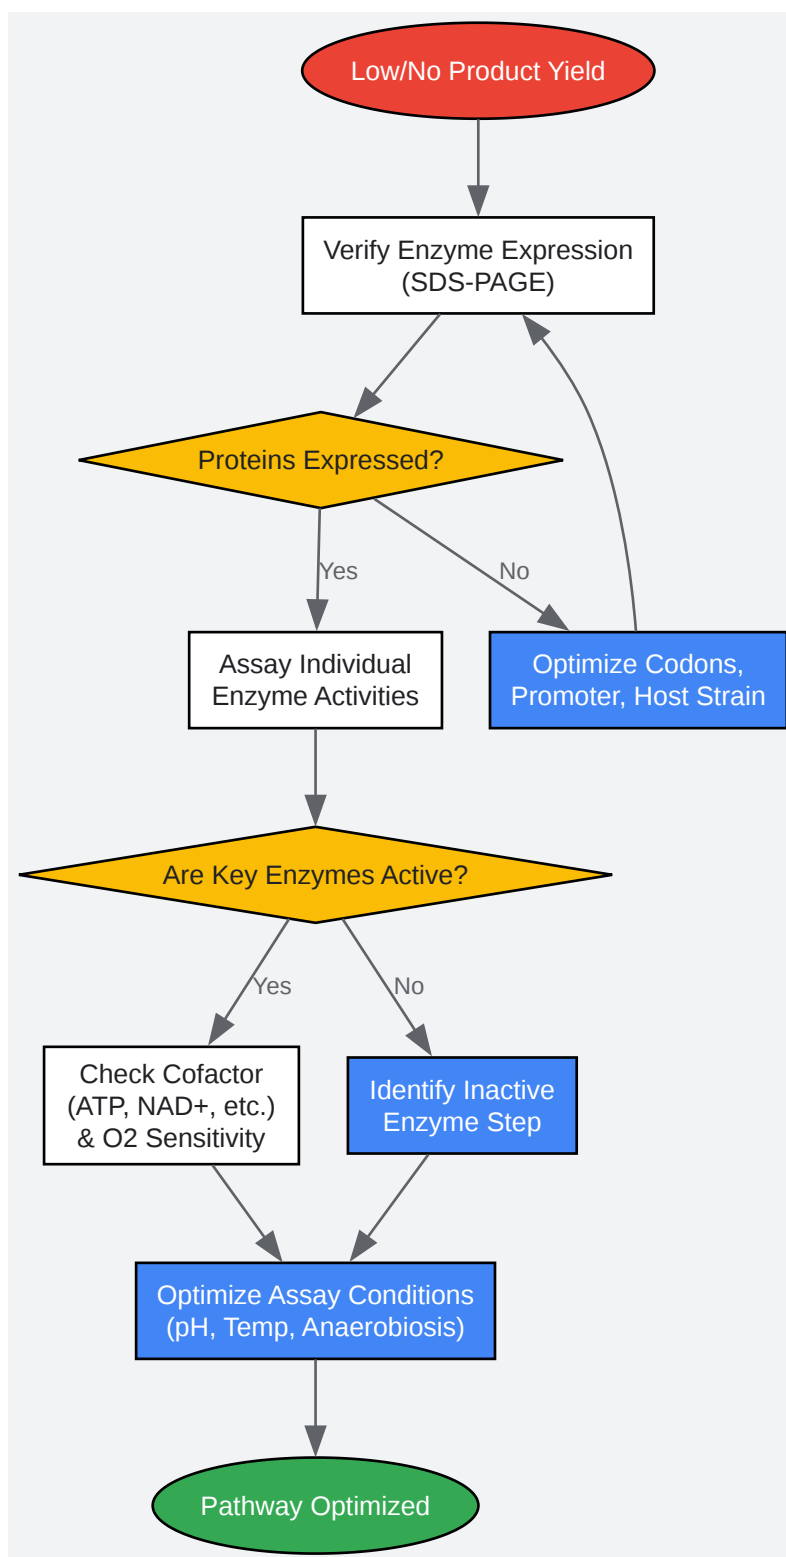 Low/No Product Yield
Verify Enzyme Expression
(SDS-PAGE)
Proteins Expressed?
Yes
No
Assay Individual
Enzyme Activities
Optimize Codons,
Promoter, Host Strain
Are Key Enzymes Active?
Yes
No
Check Cofactor
(ATP, NAD+, etc.)
& O2 Sensitivity
Identify Inactive
Enzyme Step
Optimize Assay Conditions
(pH, Temp, Anaerobiosis)
Pathway Optimized